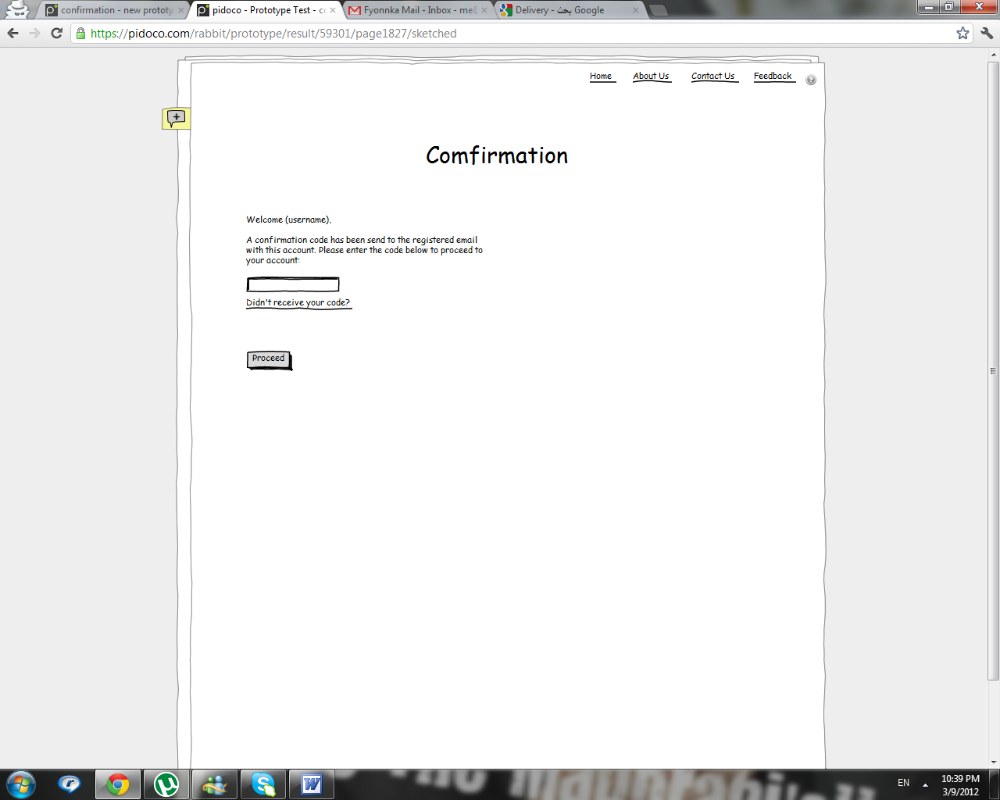 confirmation - new prototy
pidoco - Prototype Test - co
Fyonnka Mail - Inbox - me@
Delivery - بحث Google
https://pidoco.com/rabbit/prototype/result/59301/page1827/sketched
Home About Us Contact Us Feedback
Comfirmation
Welcome (username),
A confirmation code has been send to the registered email
with this account. Please enter the code below to proceed to
your account:
Didn't receive your code?
Proceed
EN
10:39 PM
3/9/2012